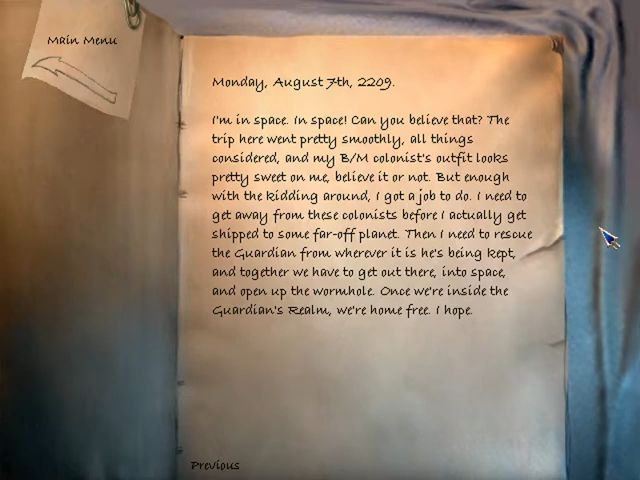 Main Menu
Monday, August 7th, 2209.
I'm in space. In space! Can you believe that? The
trip here went pretty smoothly, all things
considered, and my B/M colonist's outfit looks
pretty sweet on me, believe it or not. But enough
with the kidding around, I got a job to do. I need to
get away from these colonists before I actually get
shipped to some far-off planet. Then I need to rescue
the Guardian from wherever it is he's being kept,
and together we have to get out there, into space,
and open up the wormhole. Once we're inside the
Guardian's Realm, we're home free. I hope.
Previous